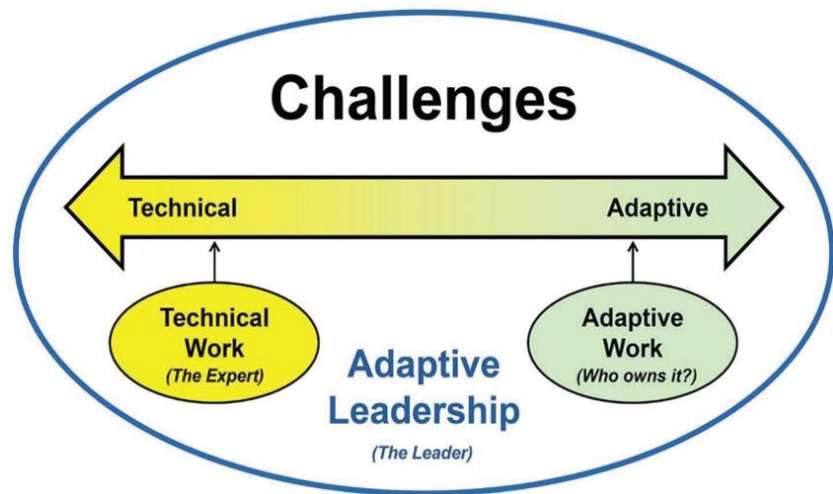 Challenges
Technical
Adaptive
Technical
Work
(The Expert)
Adaptive
Work
(Who owns it?)
Adaptive
Leadership
(The Leader)